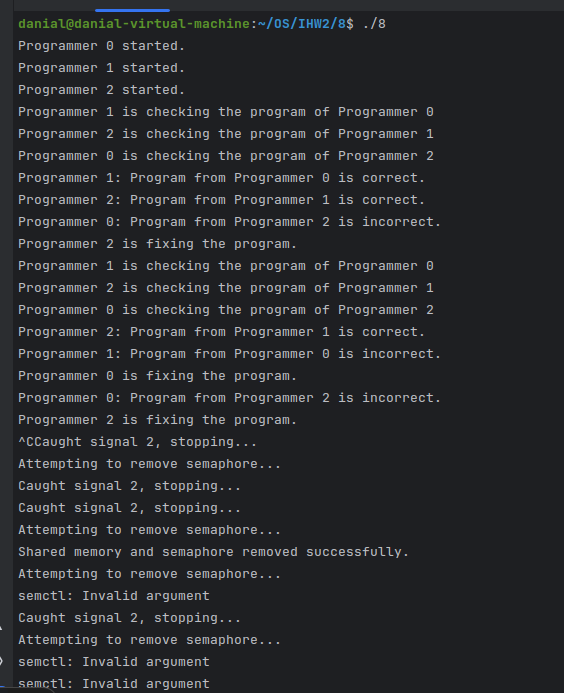 danial@danial-virtual-machine:~/OS/IHW2/8$ ./8
Programmer 0 started.
Programmer 1 started.
Programmer 2 started.
Programmer 1 is checking the program of Programmer 0
Programmer 2 is checking the program of Programmer 1
Programmer 0 is checking the program of Programmer 2
Programmer 1: Program from Programmer 0 is correct.
Programmer 2: Program from Programmer 1 is correct.
Programmer 0: Program from Programmer 2 is incorrect.
Programmer 2 is fixing the program.
Programmer 1 is checking the program of Programmer 0
Programmer 2 is checking the program of Programmer 1
Programmer 0 is checking the program of Programmer 2
Programmer 2: Program from Programmer 1 is correct.
Programmer 1: Program from Programmer 0 is incorrect.
Programmer 0 is fixing the program.
Programmer 0: Program from Programmer 2 is incorrect.
Programmer 2 is fixing the program.
^CCaught signal 2, stopping...
Attempting to remove semaphore...
Caught signal 2, stopping...
Caught signal 2, stopping...
Attempting to remove semaphore...
Shared memory and semaphore removed successfully.
Attempting to remove semaphore...
semctl: Invalid argument
Caught signal 2, stopping...
Attempting to remove semaphore...
semctl: Invalid argument
semctl: Invalid argument